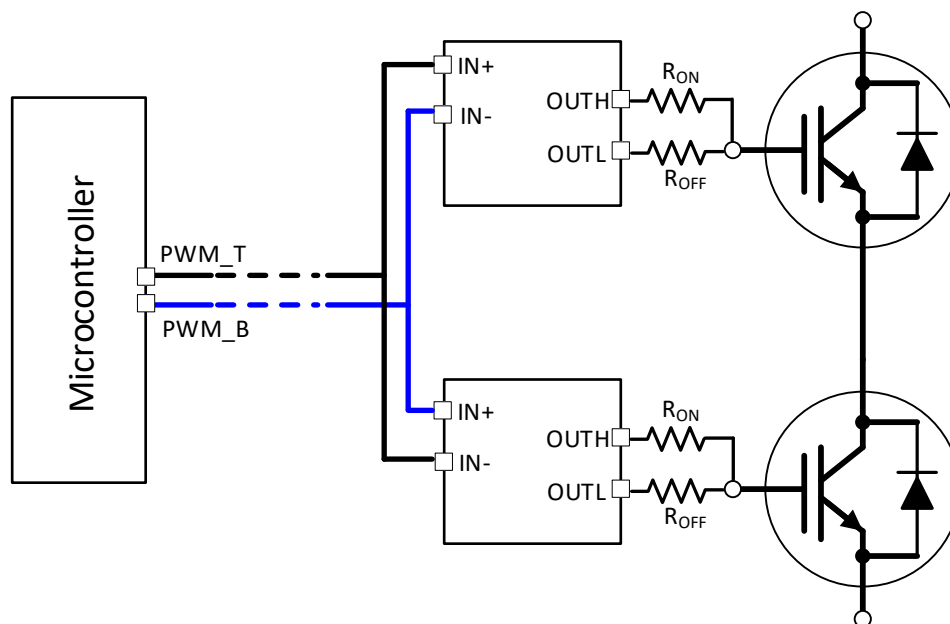 Microcontroller
PWM_T
PWM_B
IN+
IN-
OUTH
OUTL
RON
ROFF
IN+
IN-
OUTH
OUTL
RON
ROFF